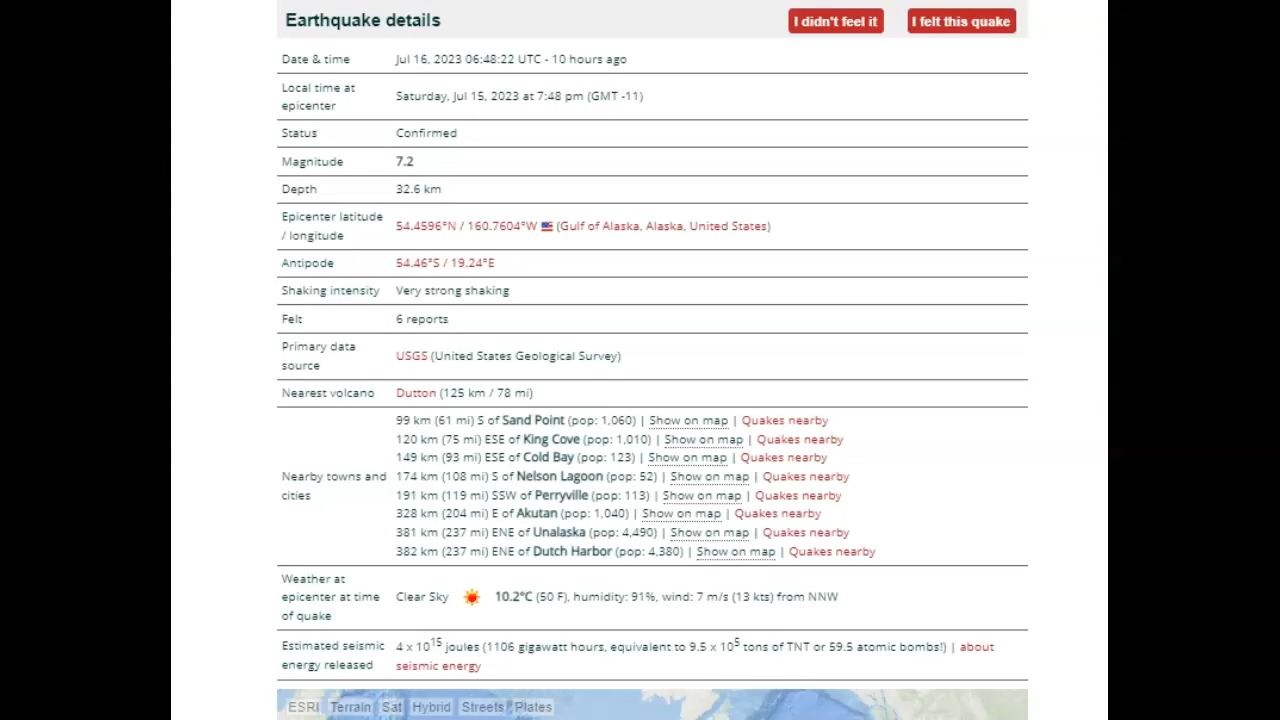 Earthquake details
I didn't feel it
I felt this quake
Date & time Jul 16, 2023 06:48:22 UTC - 10 hours ago
Local time at
epicenter Saturday, Jul 15, 2023 at 7:48 pm (GMT -11)
Status Confirmed
Magnitude 7.2
Depth 32.6 km
Epicenter latitude
/ longitude 54.4596°N / 160.7604°W (Gulf of Alaska, Alaska, United States)
Antipode 54.46°S / 19.24°E
Shaking intensity Very strong shaking
Felt 6 reports
Primary data
source USGS (United States Geological Survey)
Nearest volcano Dutton (125 km / 78 mi)
Nearby towns and
cities
99 km (61 mi) S of Sand Point (pop: 1,060) | Show on map | Quakes nearby
120 km (75 mi) ESE of King Cove (pop: 1,010) | Show on map | Quakes nearby
149 km (93 mi) ESE of Cold Bay (pop: 123) | Show on map | Quakes nearby
174 km (108 mi) S of Nelson Lagoon (pop: 52) | Show on map | Quakes nearby
191 km (119 mi) SSW of Perryville (pop: 113) | Show on map | Quakes nearby
328 km (204 mi) E of Akutan (pop: 1,040) | Show on map | Quakes nearby
381 km (237 mi) ENE of Unalaska (pop: 4,490) | Show on map | Quakes nearby
382 km (237 mi) ENE of Dutch Harbor (pop: 4,380) | Show on map | Quakes nearby
Weather at
epicenter at time
of quake
Clear Sky 10.2°C (50 F), humidity: 91%, wind: 7 m/s (13 kts) from NNW
Estimated seismic
energy released
4 x 10¹⁵ joules (1106 gigawatt hours, equivalent to 9.5 x 10⁵ tons of TNT or 59.5 atomic bombs!) | about
seismic energy
ESRI Terrain Sat Hybrid Streets Plates